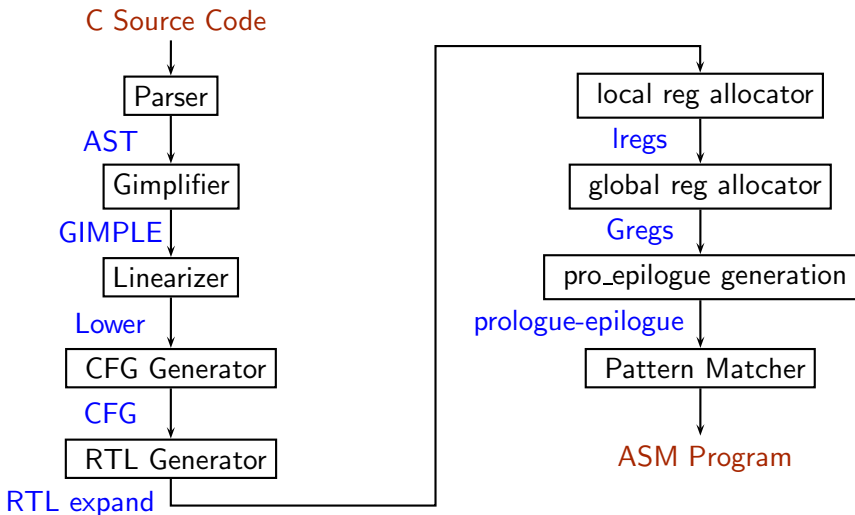 C Source Code
Parser
AST
Gimplifier
GIMPLE
Linearizer
Lower
CFG Generator
CFG
RTL Generator
RTL expand
local reg allocator
lregs
global reg allocator
Gregs
pro_epilogue generation
prologue-epilogue
Pattern Matcher
ASM Program